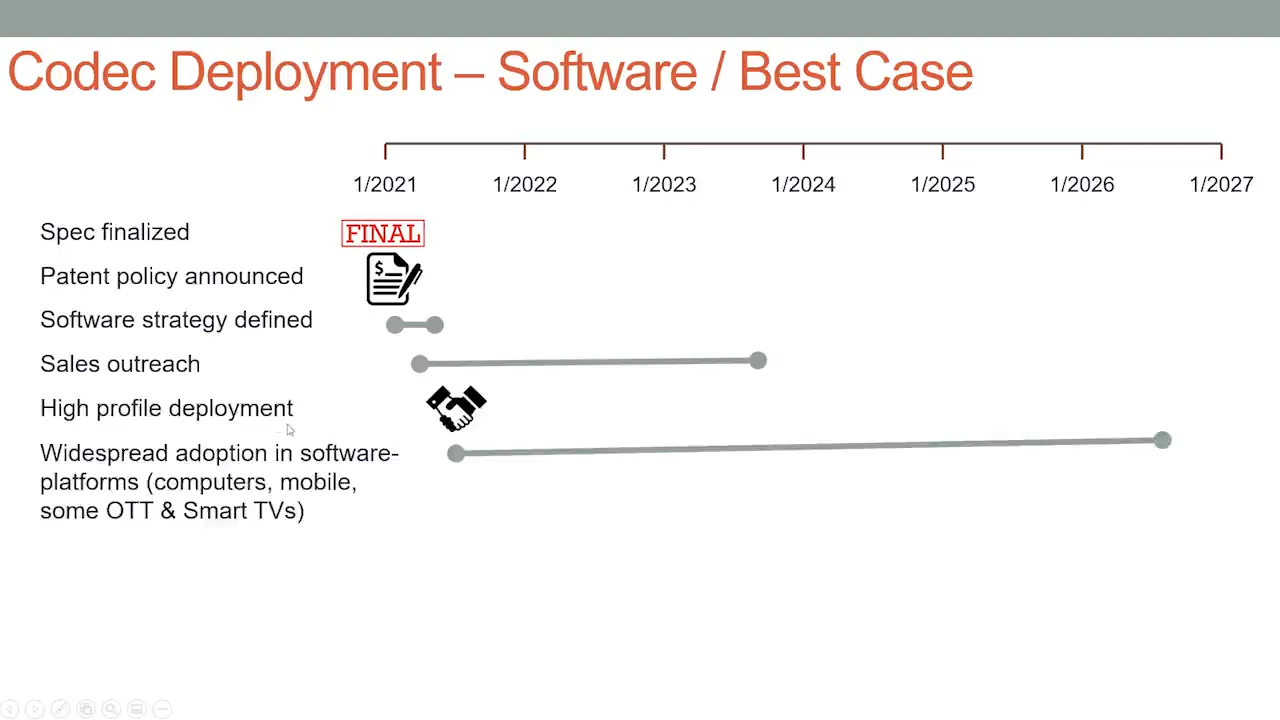 Codec Deployment – Software / Best Case
1/2021 1/2022 1/2023 1/2024 1/2025 1/2026 1/2027
Spec finalized
FINAL
Patent policy announced
$
Software strategy defined
Sales outreach
High profile deployment
Widespread adoption in software-
platforms (computers, mobile,
some OTT & Smart TVs)